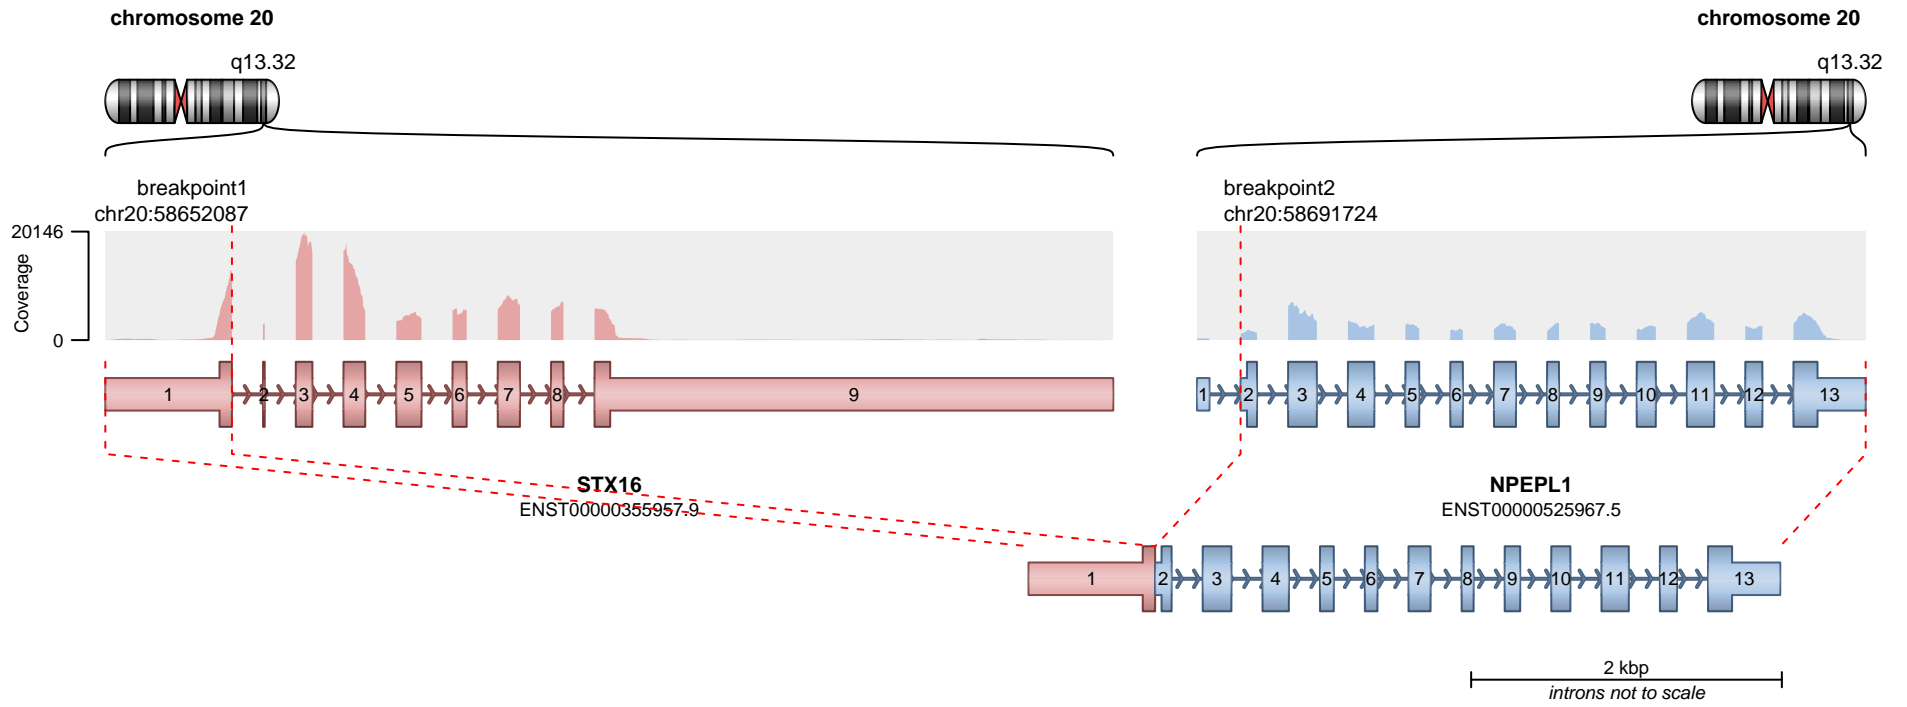 chromosome 20
chromosome 20
q13.32
q13.32
breakpoint1
chr20:58652087
breakpoint2
chr20:58691724
20146
Coverage
0
1 2 3 4 5 6 7 8 9
1 2 3 4 5 6 7 8 9 10 11 12 13
STX16
ENST00000355957.9
NPEPL1
ENST00000525967.5
1 2 3 4 5 6 7 8 9 10 11 12 13
2 kbp
introns not to scale